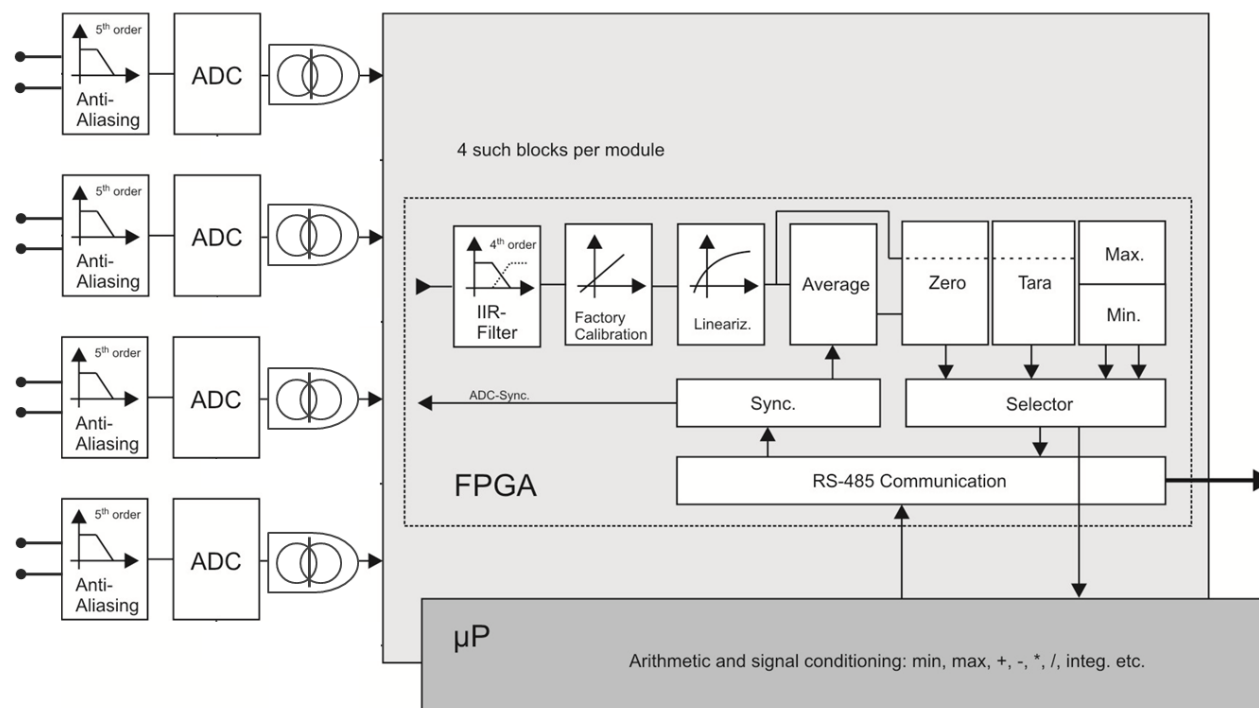 5th order
Anti-
Aliasing
ADC
5th order
Anti-
Aliasing
ADC
5th order
Anti-
Aliasing
ADC
5th order
Anti-
Aliasing
ADC
4 such blocks per module
4th order
IIR-
Filter
Factory
Calibration
Lineariz.
Average
Zero
Tara
Max.
Min.
ADC-Sync.
Sync.
Selector
FPGA
RS-485 Communication
µP
Arithmetic and signal conditioning: min, max, +, -, *, /, integ. etc.